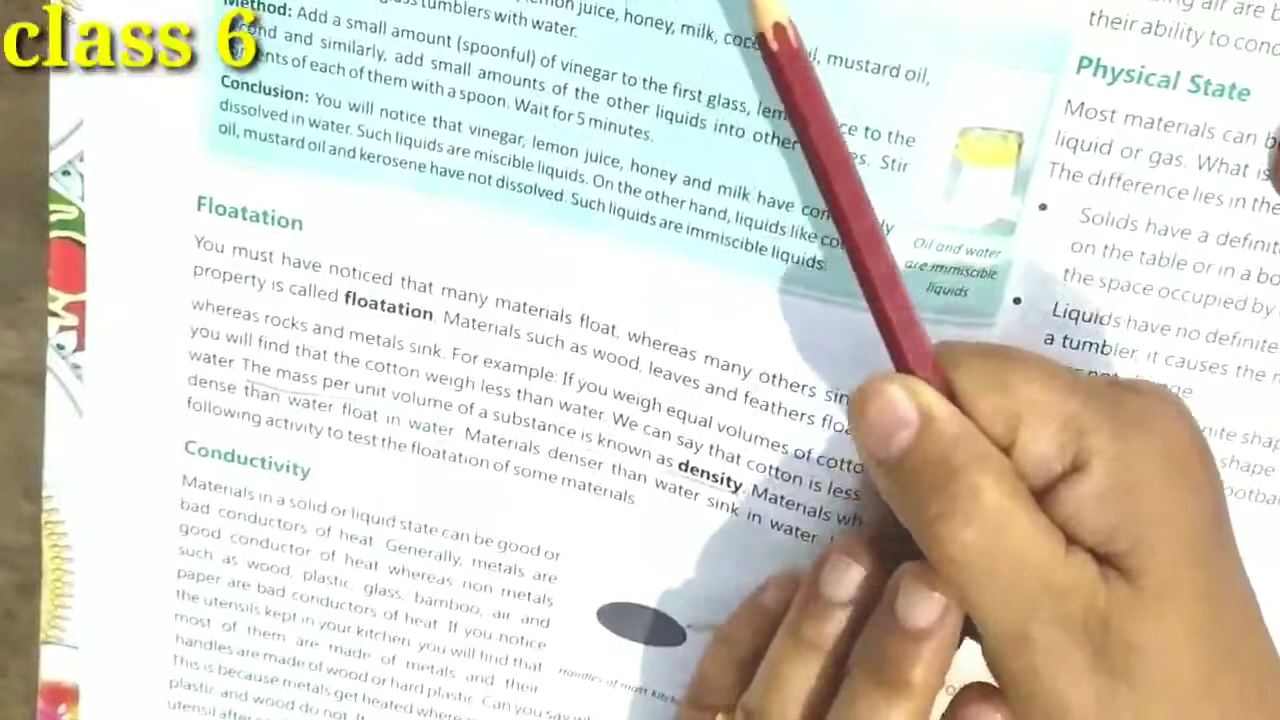 class 6
glass tumblers with water.
juice, honey, milk, mustard oil,
Method: Add a small amount (spoonful) of vinegar to the first glass, to the
and similarly, add small amounts of the other liquids into other Stir
of each of them with a spoon. Wait for 5 minutes.
Conclusion: You will notice that vinegar, lemon juice, honey and milk have
dissolved in water. Such liquids are miscible liquids. On the other hand, liquids like
oil, mustard oil and kerosene have not dissolved. Such liquids are immiscible liquids.
Oil and water
are immiscible
liquids
Floatation
You must have noticed that many materials float, whereas many others
property is called floatation. Materials such as wood, leaves and feathers
whereas rocks and metals sink. For example: If you weigh equal volumes of
you will find that the cotton weigh less than water. We can say that cotton is less
water. The mass per unit volume of a substance is known as density. Materials
dense than water float in water. Materials denser than water sink in water.
following activity to test the floatation of some materials
Conductivity
Materials in a solid or liquid state can be good or
bad conductors of heat. Generally, metals are
good conductor of heat whereas non metals
such as wood, plastic, glass, bamboo, air and
paper are bad conductors of heat. If you notice
the utensils kept in your kitchen, you will find that
most of them are made of metals and their
handles are made of wood or hard plastic. Can you say
This is because metals get heated
plastic and wood do not.
utensil
Handles of most
air are
their ability to
Physical State
Most materials can
liquid or gas. What is
The difference lies in the
• Solids have a
on the table or in a
the space occupied by
• Liquids have no definite
a tumbler, it causes the
shape